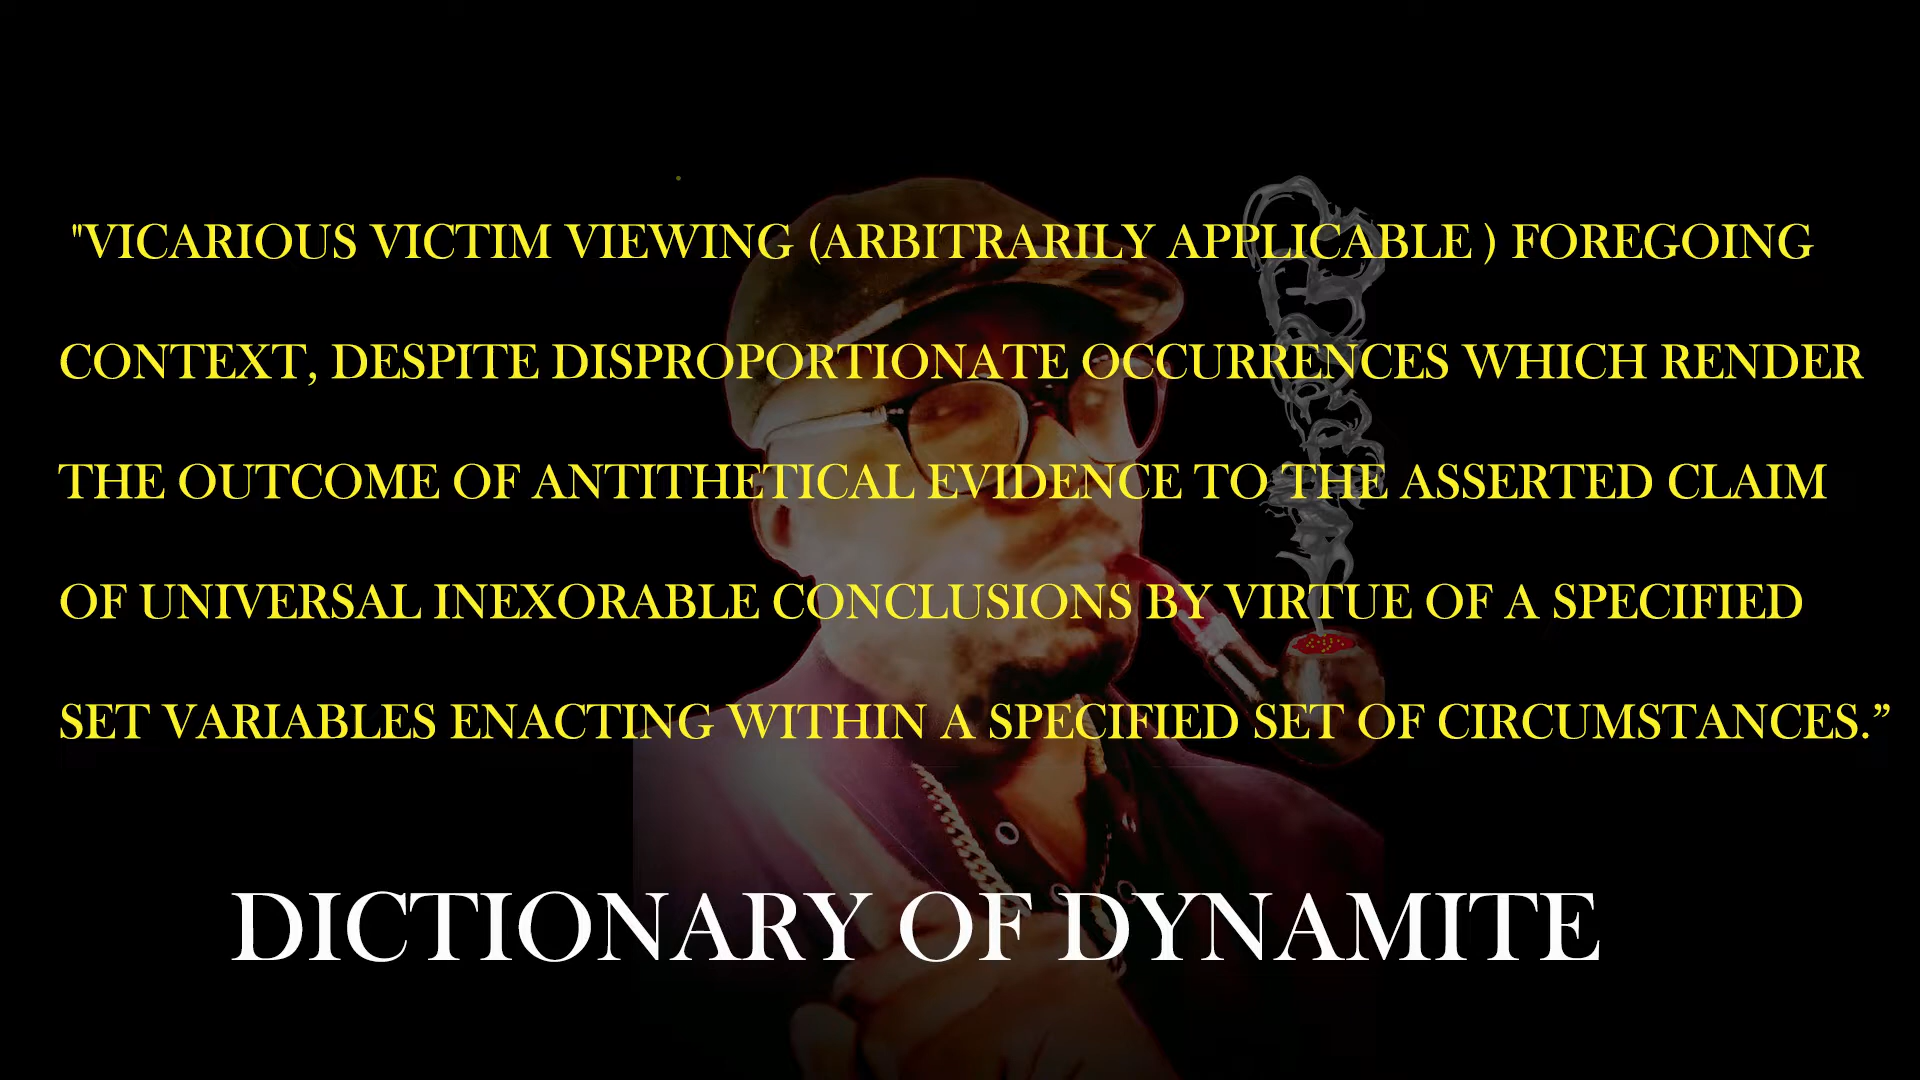 "VICARIOUS VICTIM VIEWING (ARBITRARILY APPLICABLE ) FOREGOING
CONTEXT, DESPITE DISPROPORTIONATE OCCURRENCES WHICH RENDER
THE OUTCOME OF ANTITHETICAL EVIDENCE TO THE ASSERTED CLAIM
OF UNIVERSAL INEXORABLE CONCLUSIONS BY VIRTUE OF A SPECIFIED
SET VARIABLES ENACTING WITHIN A SPECIFIED SET OF CIRCUMSTANCES.”
DICTIONARY OF DYNAMITE